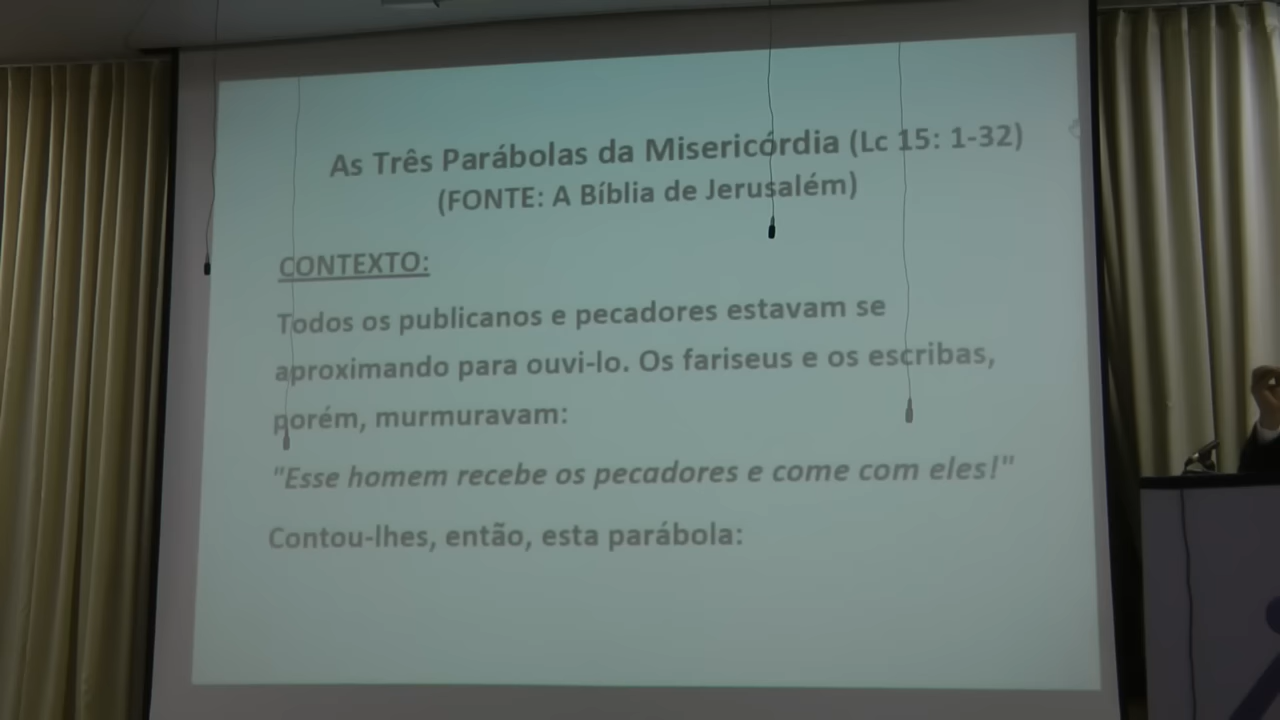 As Três Parábolas da Misericórdia (Lc 15: 1-32)
(FONTE: A Bíblia de Jerusalém)
CONTEXTO:
Todos os publicanos e pecadores estavam se
aproximando para ouvi-lo. Os fariseus e os escribas,
porém, murmuravam:
"Esse homem recebe os pecadores e come com eles!"
Contou-lhes, então, esta parábola: